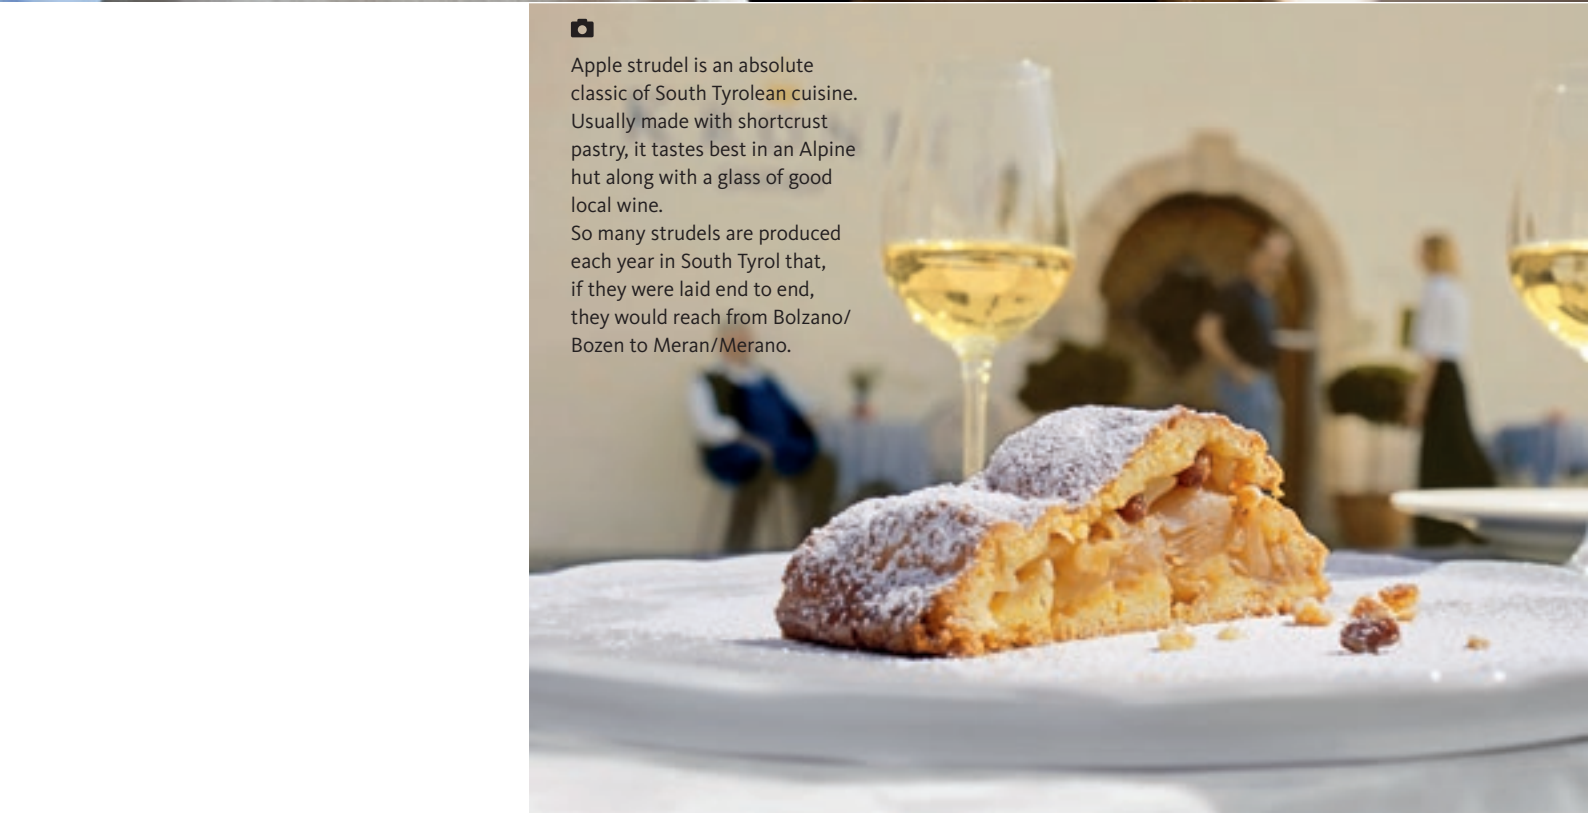 Apple strudel is an absolute
classic of South Tyrolean cuisine.
Usually made with shortcrust
pastry, it tastes best in an Alpine
hut along with a glass of good
local wine.
So many strudels are produced
each year in South Tyrol that,
if they were laid end to end,
they would reach from Bolzano/
Bozen to Meran/Merano.